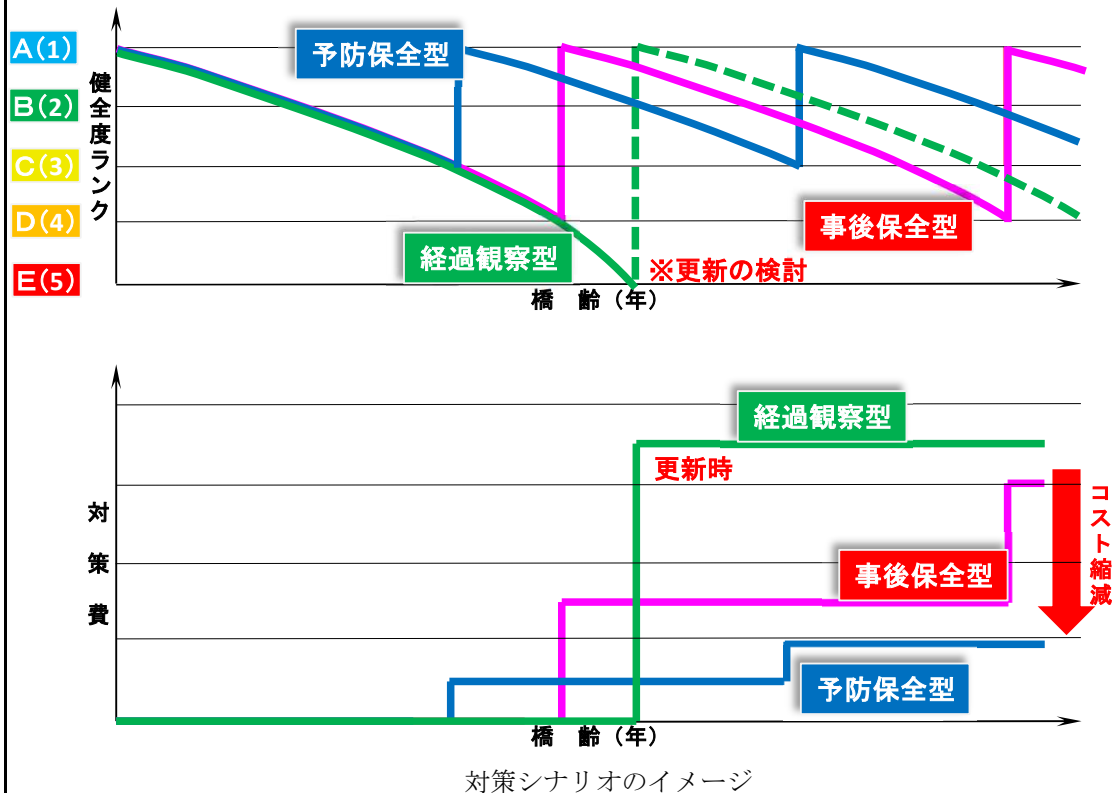 A(1)
B(2)
C(3)
D(4)
E(5)
健全度ランク
予防保全型
経過観察型
事後保全型
※更新の検討
橋 齢(年)
対策費
経過観察型
更新時
事後保全型
予防保全型
コスト縮減
橋 齢(年)
対策シナリオのイメージ